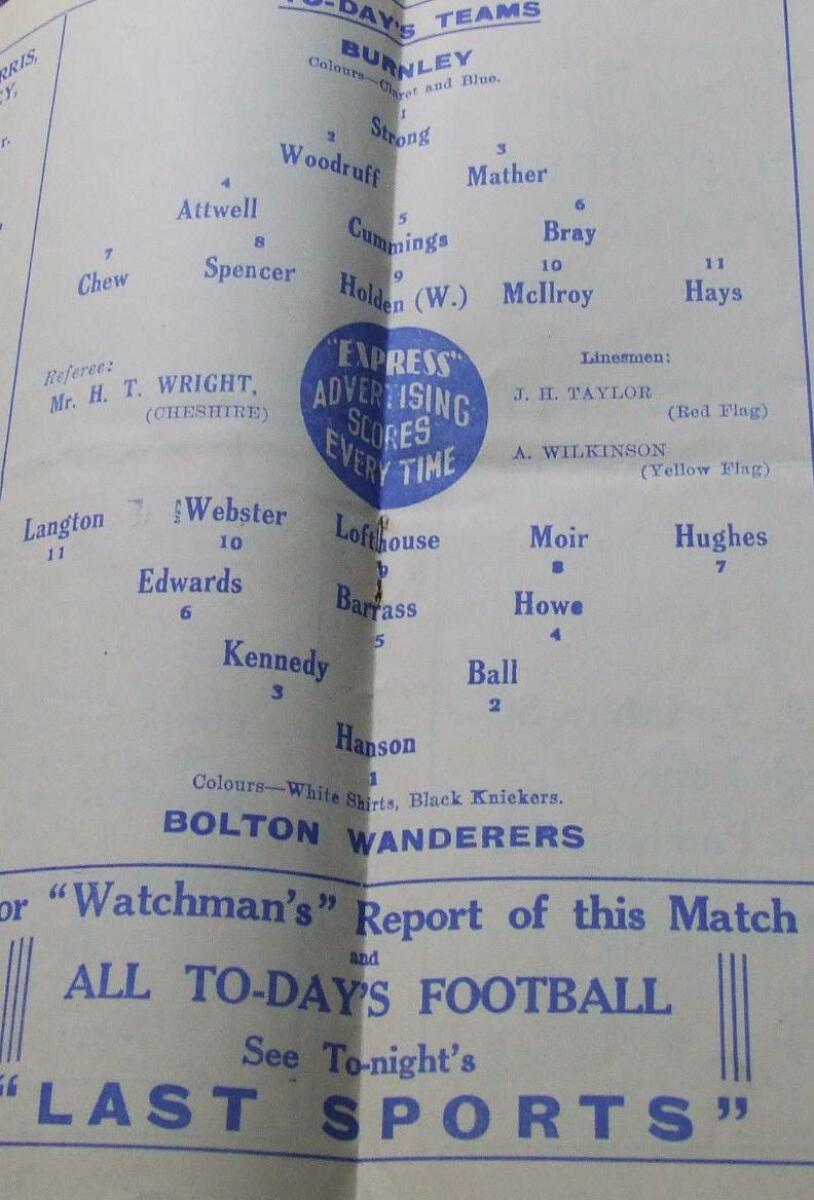 TO-DAY'S TEAMS
BURNLEY
Colours—Claret and Blue.
1
Strong
2 3
Woodruff Mather
4 5 6
Attwell Cummings Bray
7 8 9 10 11
Chew Spencer Holden (W.) McIlroy Hays
Referee:
Mr. H. T. WRIGHT,
(CHESHIRE)
"EXPRESS"
ADVERTISING
SCORES
EVERY TIME
Linesmen:
J. H. TAYLOR
(Red Flag)
A. WILKINSON
(Yellow Flag)
Langton Webster Lofthouse Moir Hughes
11 10 9 8 7
Edwards Barrass Howe
6 5 4
Kennedy Ball
3 2
Hanson
1
Colours—White Shirts, Black Knickers.
BOLTON WANDERERS
or "Watchman's" Report of this Match
and
ALL TO-DAY'S FOOTBALL
See To-night's
"LAST SPORTS"